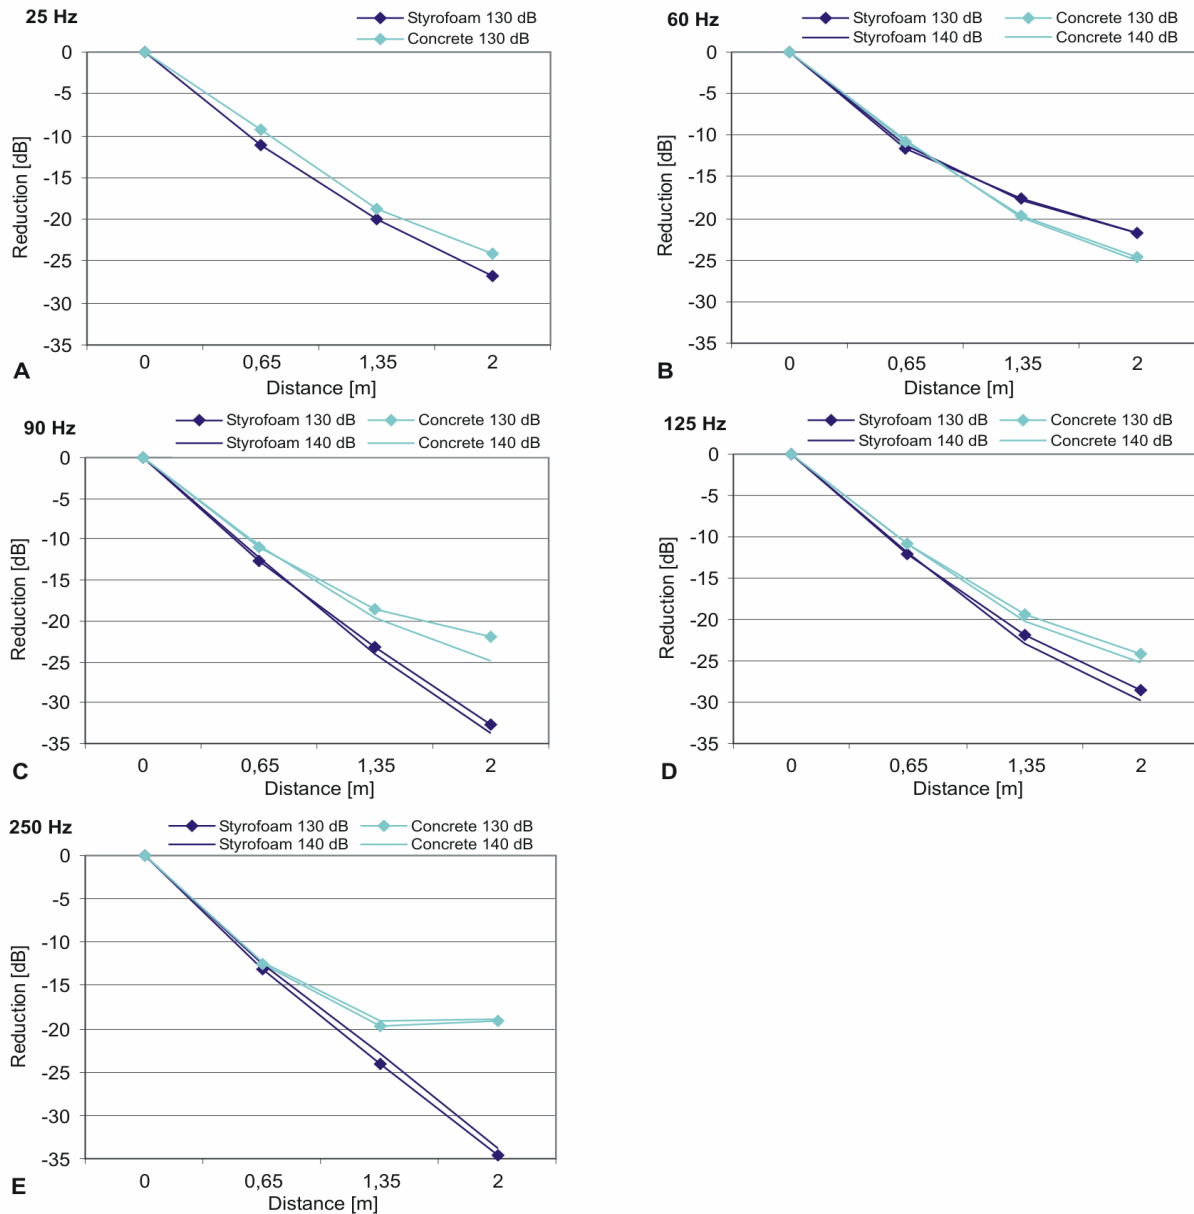 25 Hz
Styrofoam 130 dB
Concrete 130 dB
0
-5
-10
-15
-20
-25
-30
-35
Reduction [dB]
0 0,65 1,35 2
Distance [m]
A
60 Hz
Styrofoam 130 dB Concrete 130 dB
Styrofoam 140 dB Concrete 140 dB
0
-5
-10
-15
-20
-25
-30
-35
Reduction [dB]
0 0,65 1,35 2
Distance [m]
B
90 Hz
Styrofoam 130 dB Concrete 130 dB
Styrofoam 140 dB Concrete 140 dB
0
-5
-10
-15
-20
-25
-30
-35
Reduction [dB]
0 0,65 1,35 2
Distance [m]
C
125 Hz
Styrofoam 130 dB Concrete 130 dB
Styrofoam 140 dB Concrete 140 dB
0
-5
-10
-15
-20
-25
-30
-35
Reduction [dB]
0 0,65 1,35 2
Distance [m]
D
250 Hz
Styrofoam 130 dB Concrete 130 dB
Styrofoam 140 dB Concrete 140 dB
0
-5
-10
-15
-20
-25
-30
-35
Reduction [dB]
0 0,65 1,35 2
Distance [m]
E